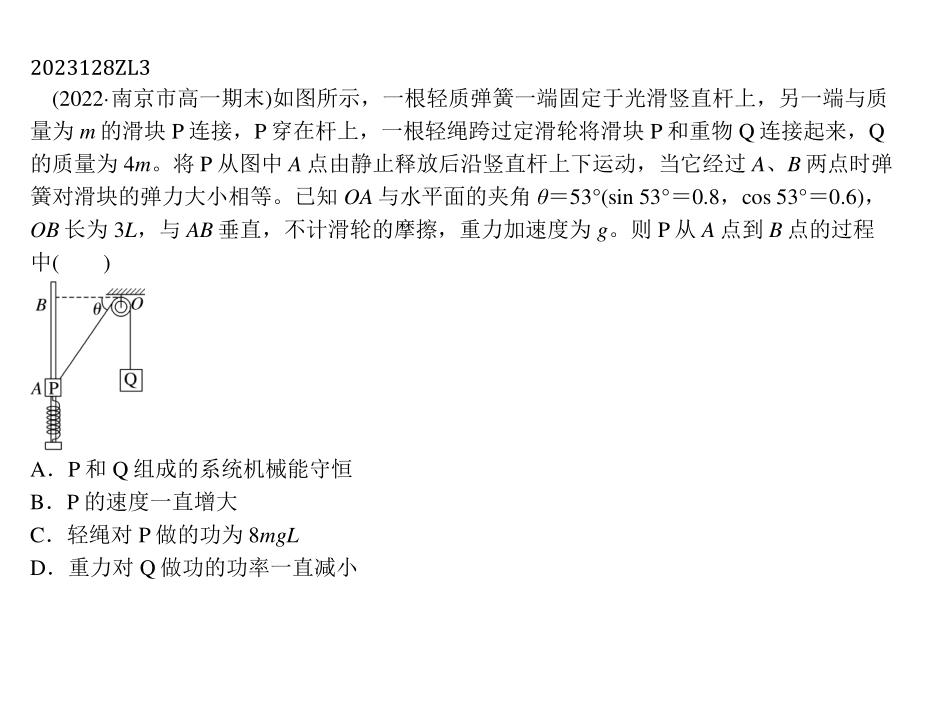 2023128ZL3
(2022·南京市高一期末)如图所示，一根轻质弹簧一端固定于光滑竖直杆上，另一端与质
量为 m 的滑块 P 连接，P 穿在杆上，一根轻绳跨过定滑轮将滑块 P 和重物 Q 连接起来，Q
的质量为 4m。将 P 从图中 A 点由静止释放后沿竖直杆上下运动，当它经过 A、B 两点时弹
簧对滑块的弹力大小相等。已知 OA 与水平面的夹角 θ＝53°(sin 53°＝0.8，cos 53°＝0.6)，
OB 长为 3L，与 AB 垂直，不计滑轮的摩擦，重力加速度为 g。则 P 从 A 点到 B 点的过程
中(　　)
B θ O
A P Q
A．P 和 Q 组成的系统机械能守恒
B．P 的速度一直增大
C．轻绳对 P 做的功为 8mgL
D．重力对 Q 做功的功率一直减小